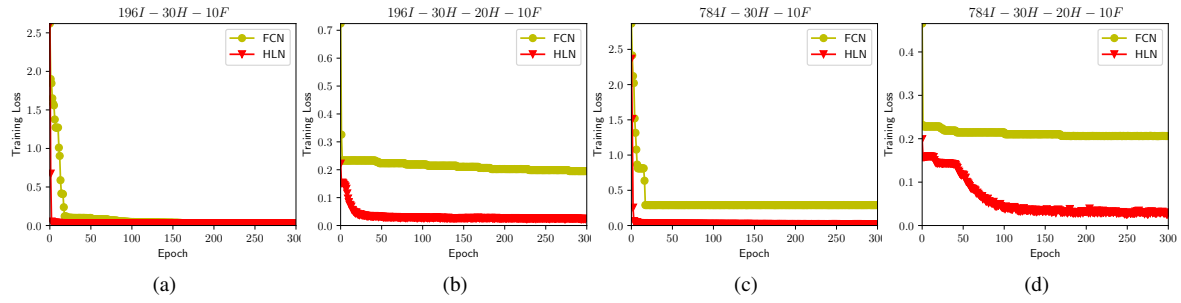 196I − 30H − 10F
2.5
2.0
1.5
1.0
0.5
0.0
Training Loss
FCN
HLN
0 50 100 150 200 250 300
Epoch
(a)
196I − 30H − 20H − 10F
0.7
0.6
0.5
0.4
0.3
0.2
0.1
0.0
Training Loss
FCN
HLN
0 50 100 150 200 250 300
Epoch
(b)
784I − 30H − 10F
2.5
2.0
1.5
1.0
0.5
0.0
Training Loss
FCN
HLN
0 50 100 150 200 250 300
Epoch
(c)
784I − 30H − 20H − 10F
0.4
0.3
0.2
0.1
0.0
Training Loss
FCN
HLN
0 50 100 150 200 250 300
Epoch
(d)